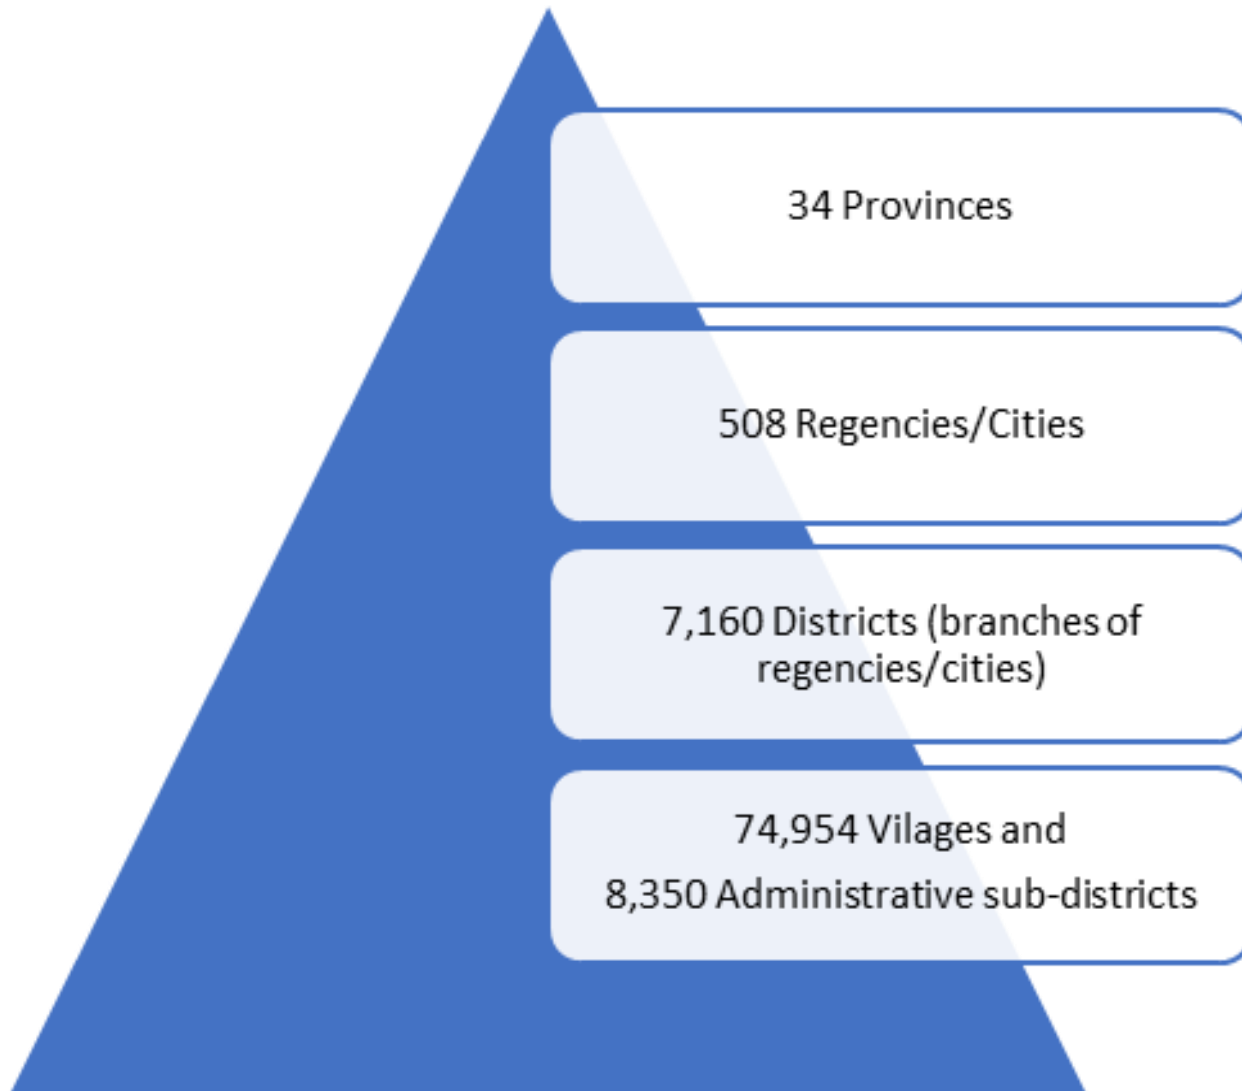 34 Provinces
508 Regencies/Cities
7,160 Districts (branches of
regencies/cities)
74,954 Vilages and
8,350 Administrative sub-districts